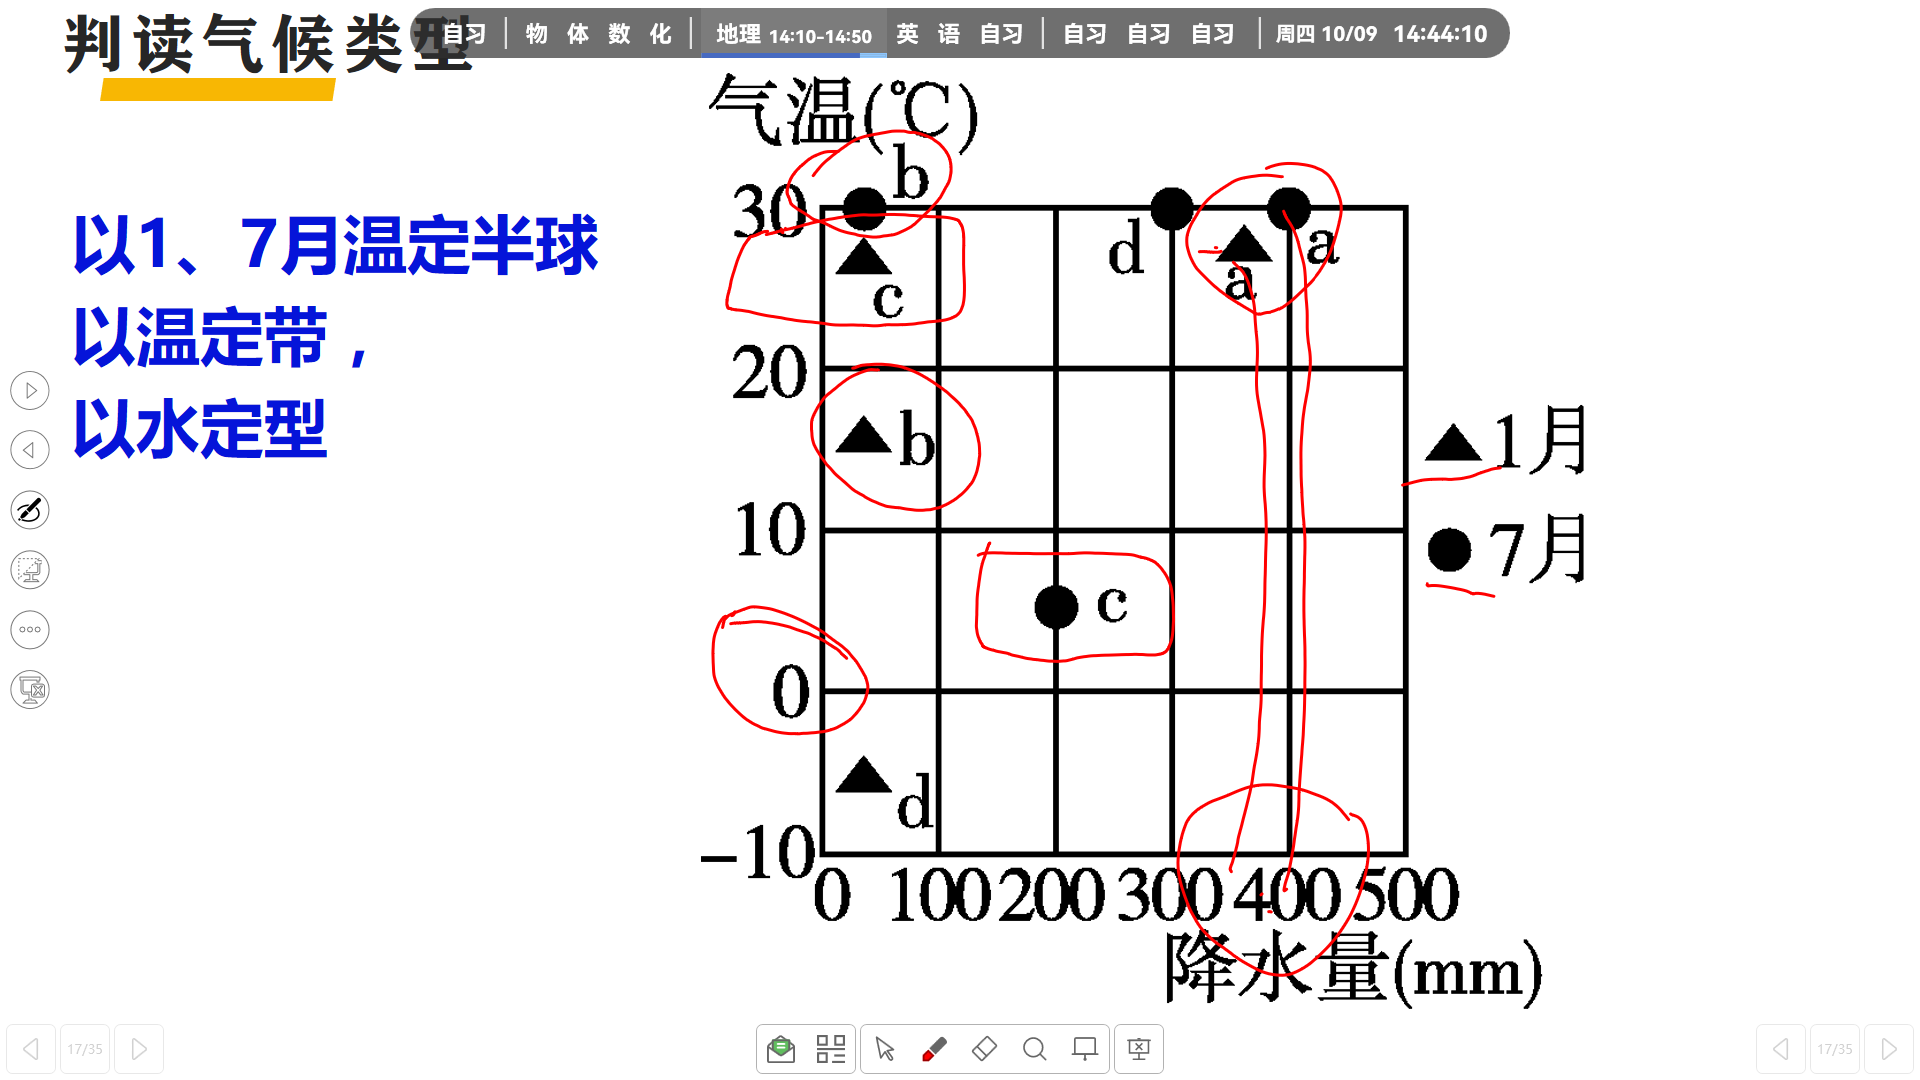 判读气候类型
自习 | 物 体 数 化 | 地理 14:10-14:50 英 语 自习 | 自习 自习 自习 | 周四 10/09 14:44:10
以1、7月温定半球
以温定带，
以水定型
气温(℃)
b
30
d
a
a
c
20
b
▲1月
10
●7月
c
0
d
-10
0 100 200 300 400 500
降水量(mm)
17/35
17/35